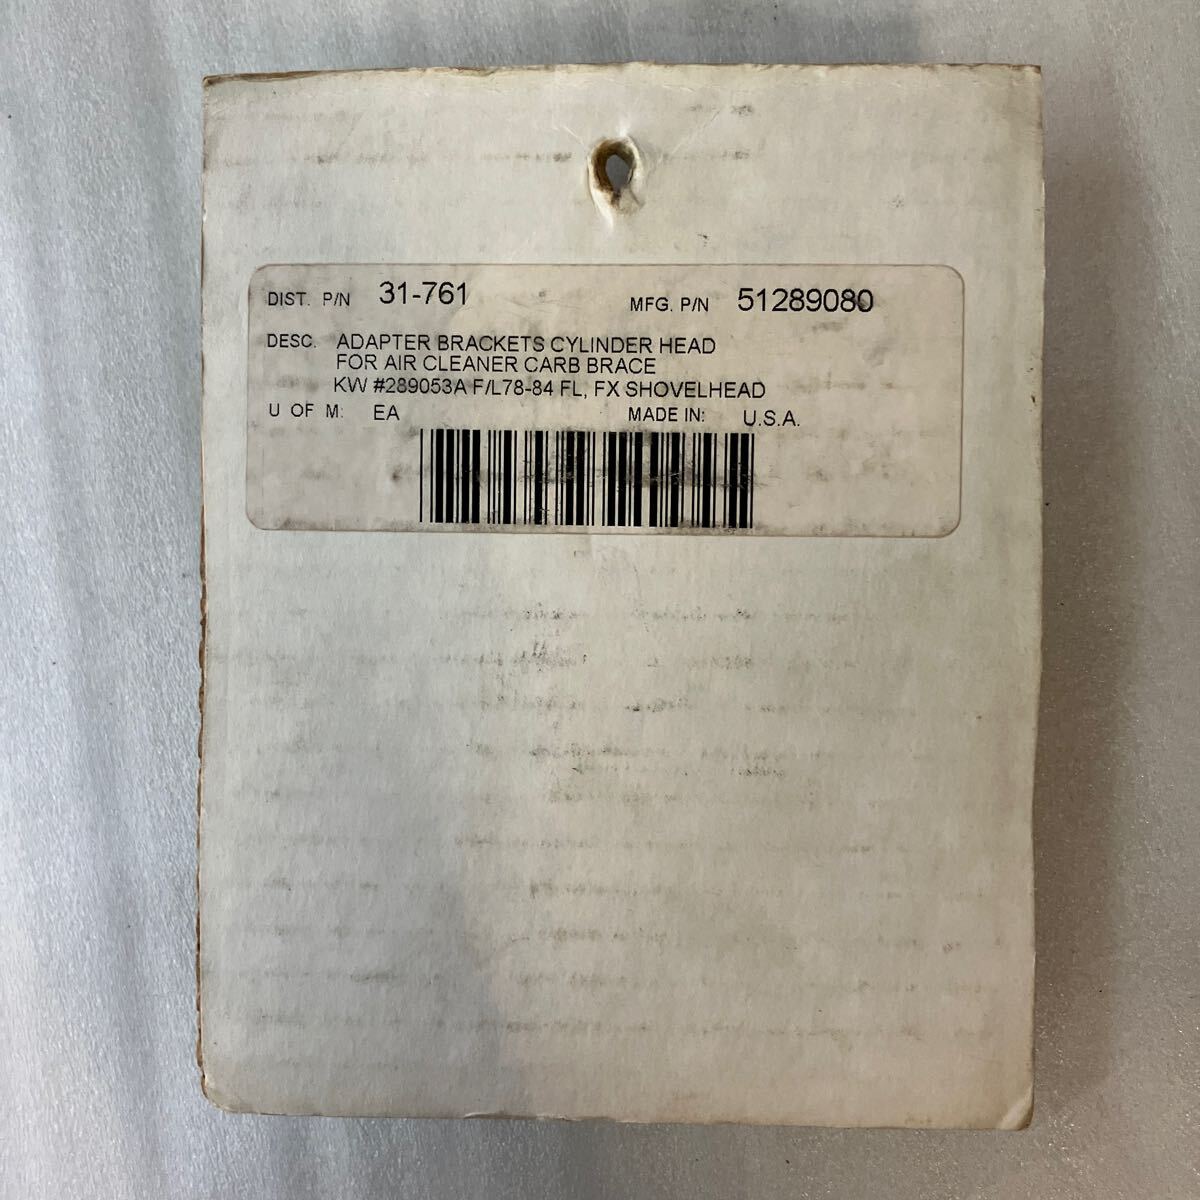 DIST. P/N 31-761 MFG. P/N 51289080
DESC. ADAPTER BRACKETS CYLINDER HEAD
FOR AIR CLEANER CARB BRACE
KW #289053A F/L78-84 FL, FX SHOVELHEAD
U OF M: EA MADE IN: U.S.A.